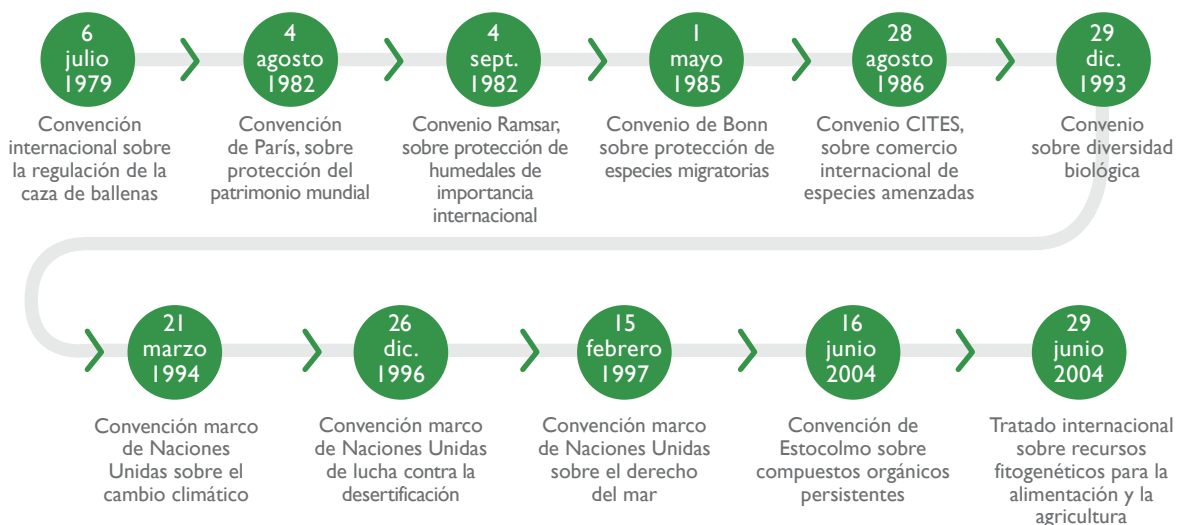 6
julio
1979
Convención
internacional sobre
la regulación de la
caza de ballenas
4
agosto
1982
Convención
de París, sobre
protección del
patrimonio mundial
4
sept.
1982
Convenio Ramsar,
sobre protección de
humedales de
importancia
internacional
1
mayo
1985
Convenio de Bonn
sobre protección de
especies migratorias
28
agosto
1986
Convenio CITES,
sobre comercio
internacional de
especies amenzadas
29
dic.
1993
Convenio
sobre diversidad
biológica
21
marzo
1994
Convención marco
de Naciones
Unidas sobre el
cambio climático
26
dic.
1996
Convención marco
de Naciones Unidas
de lucha contra la
desertificación
15
febrero
1997
Convención marco
de Naciones Unidas
sobre el derecho
del mar
16
junio
2004
Convención de
Estocolmo sobre
compuestos orgánicos
persistentes
29
junio
2004
Tratado internacional
sobre recursos
fitogenéticos para la
alimentación y la
agricultura